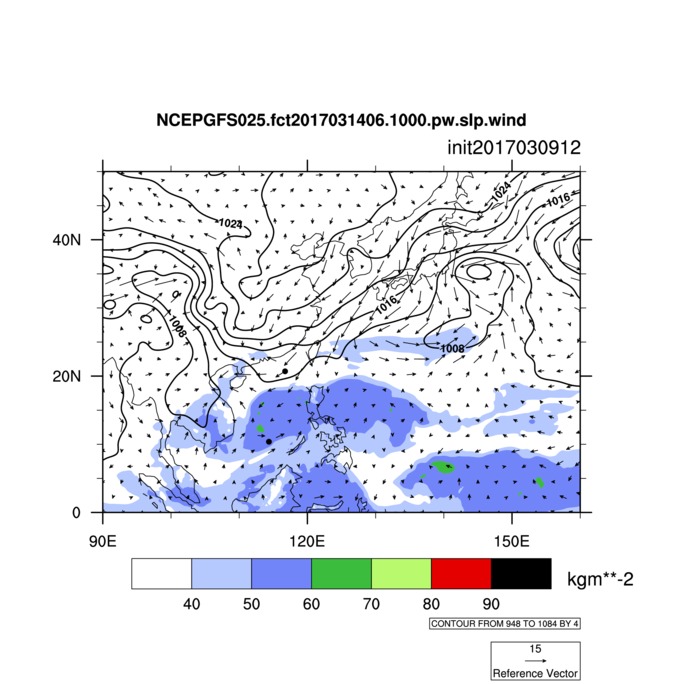 NCEPGFS025.fct2017031406.1000.pw.slp.wind
init2017030912
1024
1024
1016
40N
1016
1008
1008
20N
0
90E 120E 150E
kgm**-2
40 50 60 70 80 90
CONTOUR FROM 948 TO 1084 BY 4
15
Reference Vector